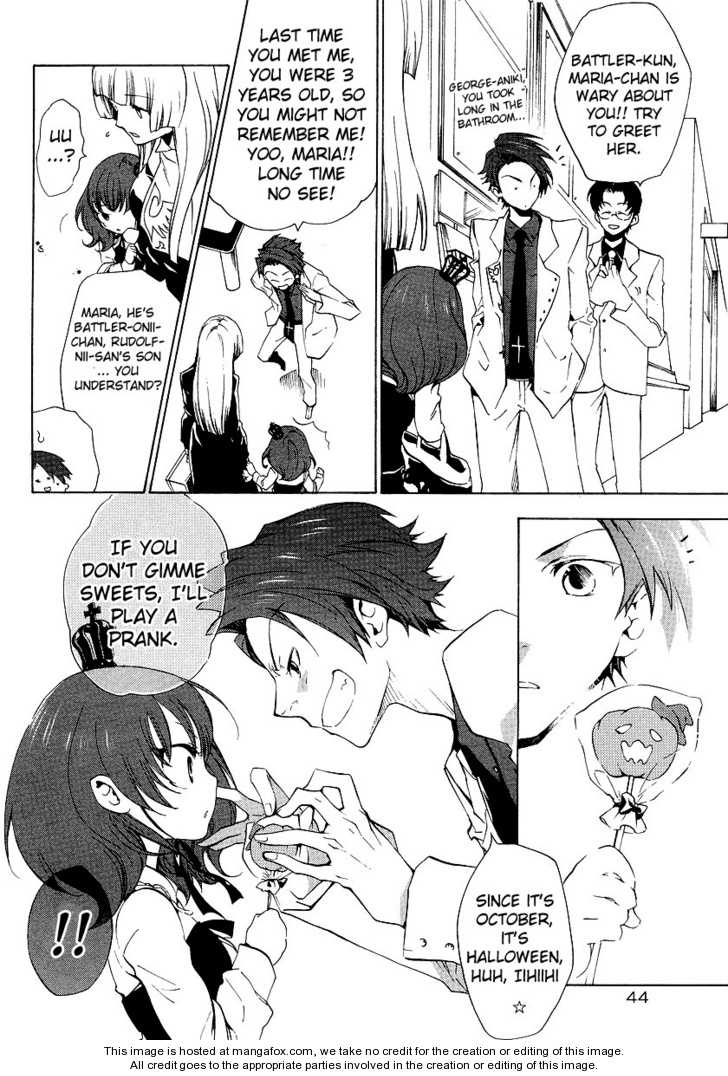 BATTLER-KUN,
MARIA-CHAN IS
WARY ABOUT
YOU!! TRY
TO GREET
HER.
GEORGE-ANIKI,
YOU TOOK
LONG IN THE
BATHROOM...
LAST TIME
YOU MET ME,
YOU WERE 3
YEARS OLD, SO
YOU MIGHT NOT
REMEMBER ME!
YOO, MARIA!!
LONG TIME
NO SEE!
UU
...?
MARIA, HE'S
BATTLER-ONII-
CHAN, RUDOLF-
NII-SAN'S SON
... YOU
UNDERSTAND?
IF YOU
DON'T GIMME
SWEETS, I'LL
PLAY A
PRANK.
!!
SINCE IT'S
OCTOBER,
IT'S
HALLOWEEN,
HUH, IIHIIHI
☆
44
This image is hosted at mangafox.com, we take no credit for the creation or editing of this image.
All credit goes to the appropriate parties involved in the creation or editing of this image.